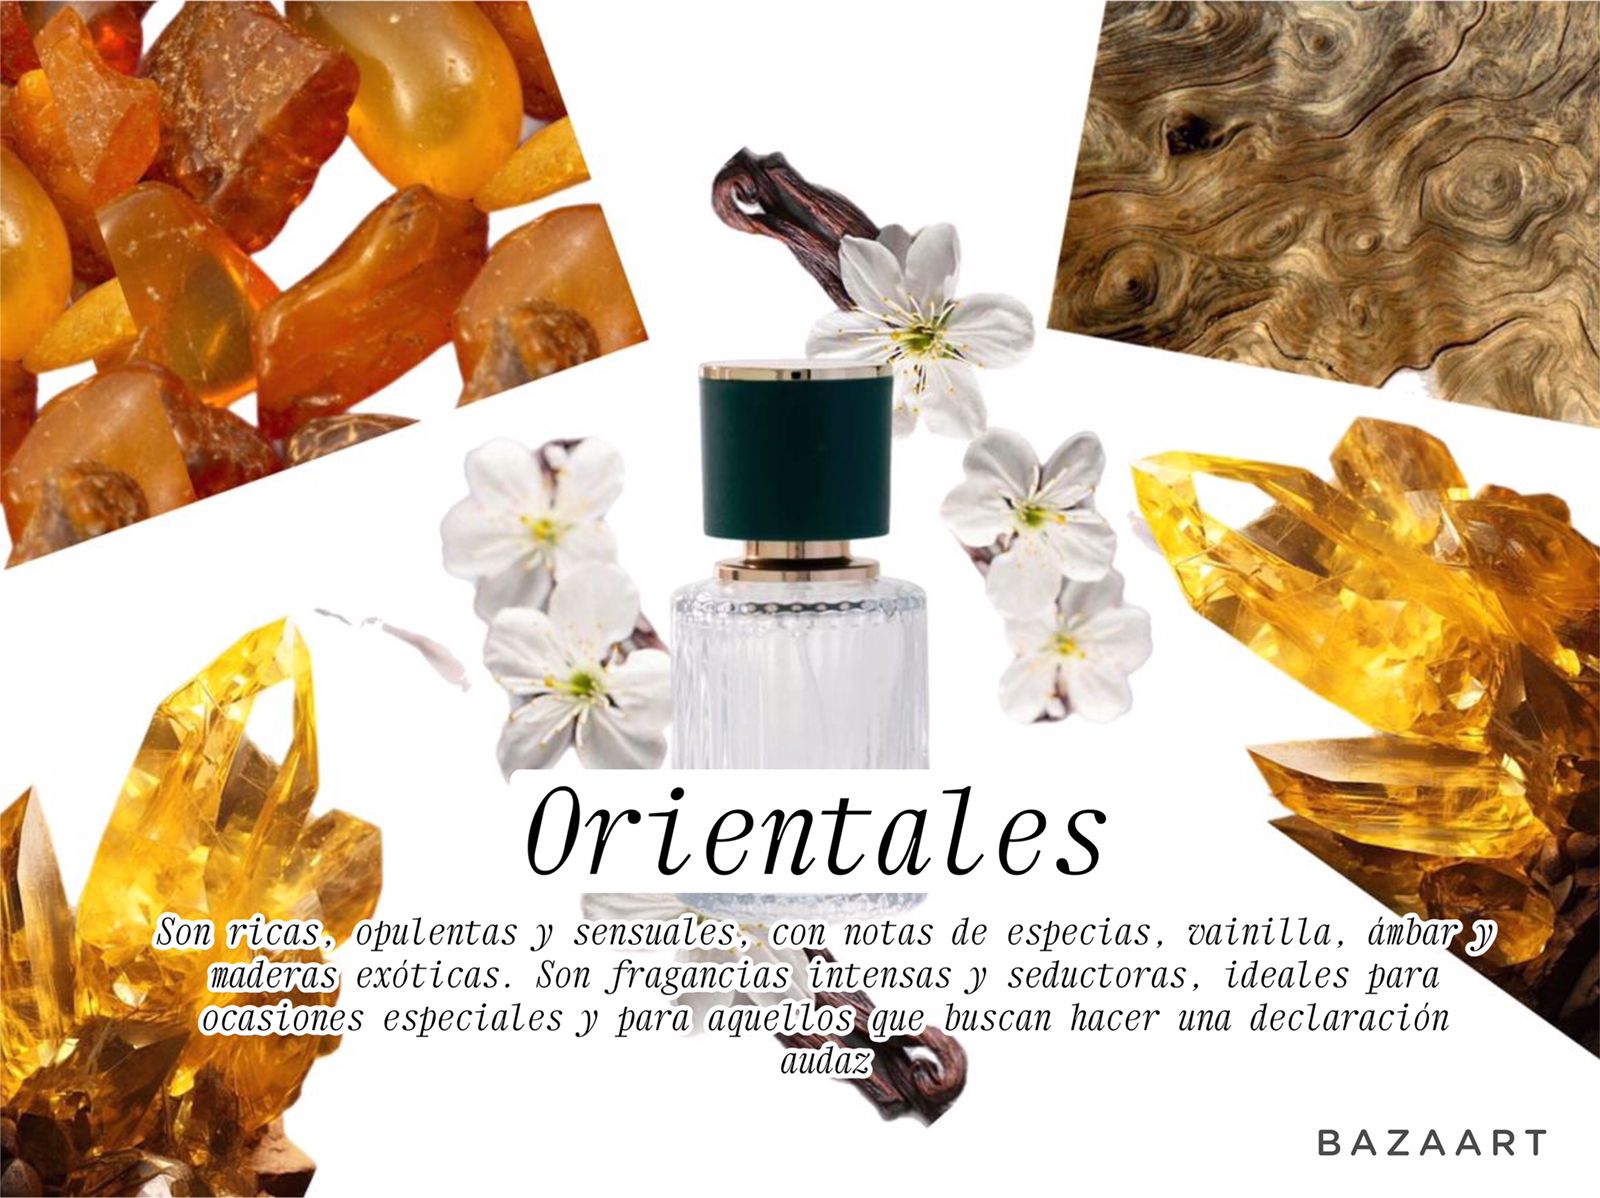 Orientales
Son ricas, opulentas y sensuales, con notas de especias, vainilla, ámbar y
maderas exóticas. Son fragancias intensas y seductoras, ideales para
ocasiones especiales y para aquellos que buscan hacer una declaración
audaz
BAZAART